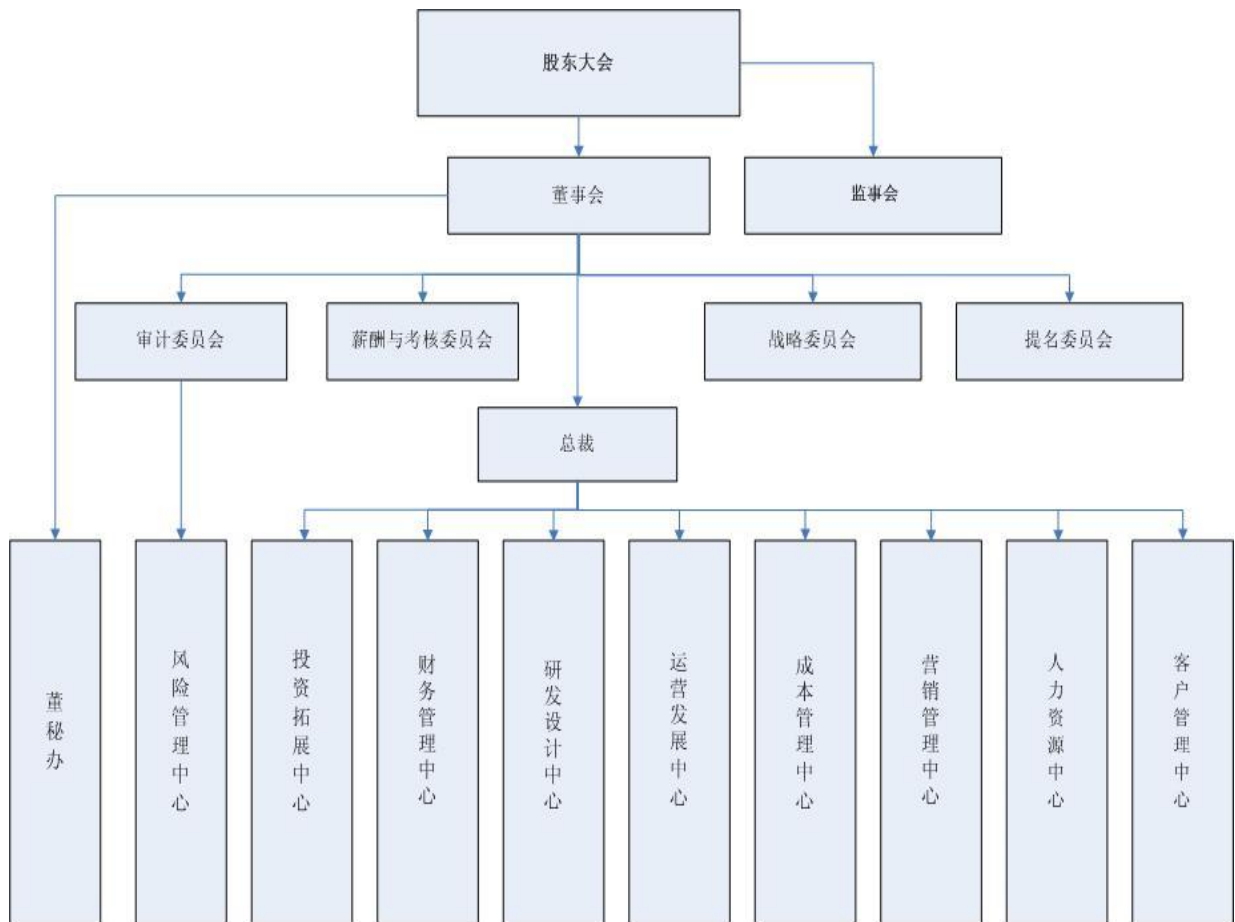 股东大会
董事会
监事会
审计委员会
薪酬与考核委员会
战略委员会
提名委员会
总裁
董秘办
风险管理中心
投资拓展中心
财务管理中心
研发设计中心
运营发展中心
成本管理中心
营销管理中心
人力资源中心
客户管理中心